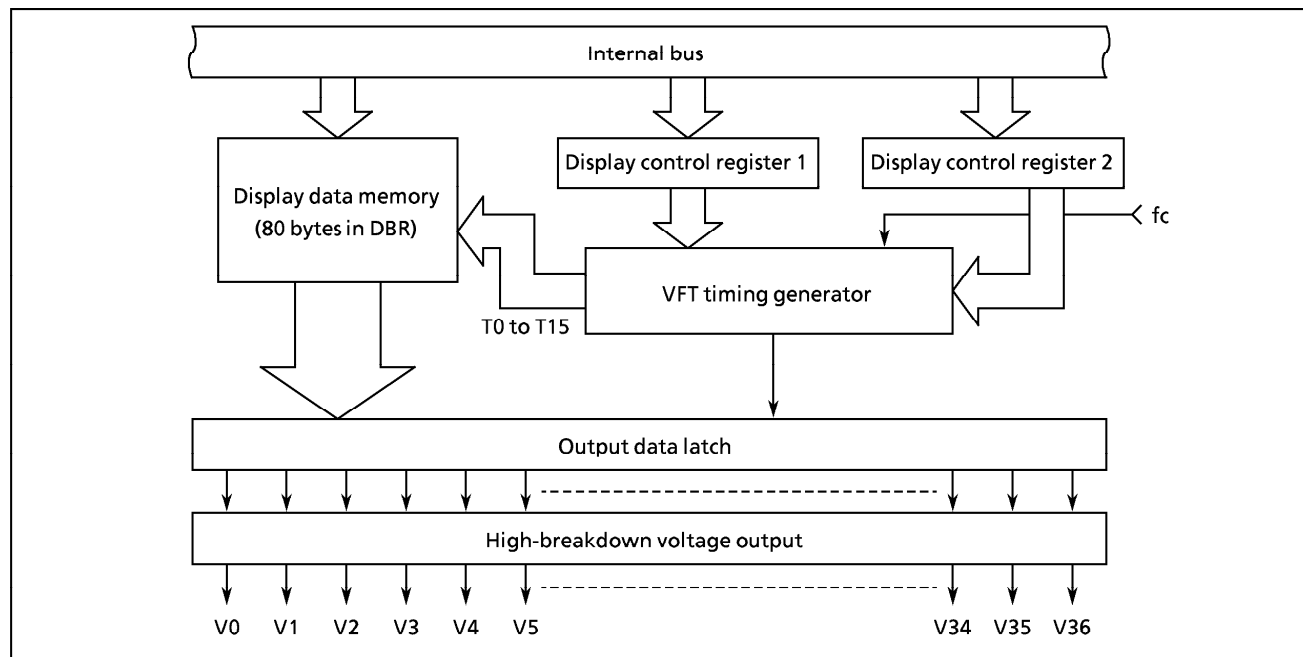 Internal bus
Display control register 1
Display control register 2
Display data memory
(80 bytes in DBR)
fc
VFT timing generator
T0 to T15
Output data latch
High-breakdown voltage output
V0 V1 V2 V3 V4 V5 V34 V35 V36